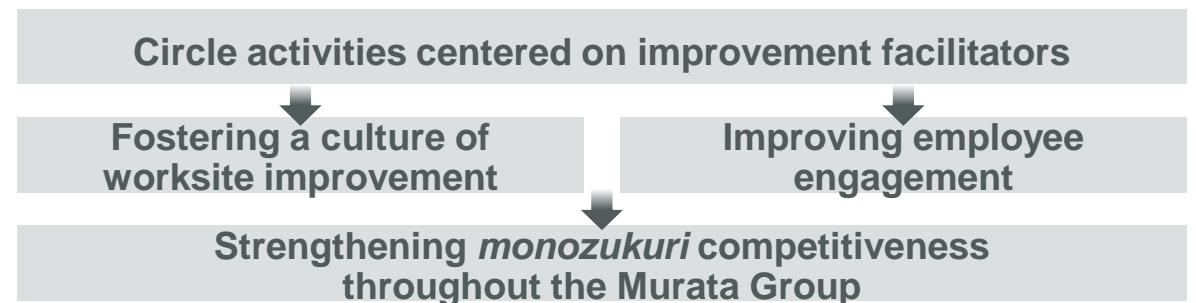 Circle activities centered on improvement facilitators
Fostering a culture of
worksite improvement
Improving employee
engagement
Strengthening monozukuri competitiveness
throughout the Murata Group